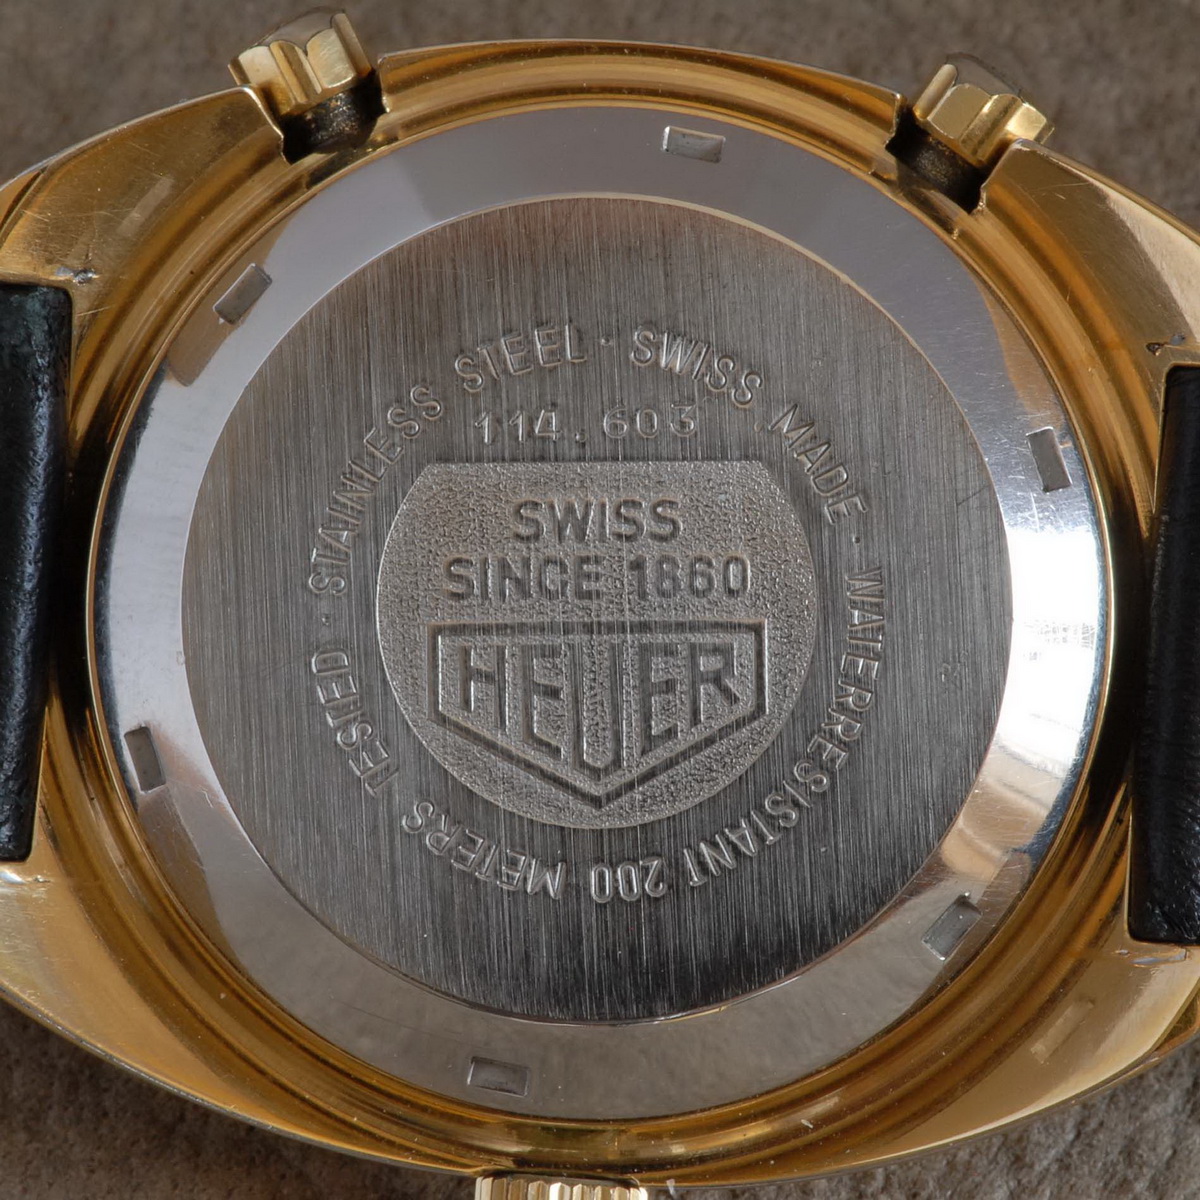 STAINLESS STEEL · SWISS MADE · WATERRESISTANT 200 METERS TESTED ·
114.603
SWISS
SINCE 1860
HEUER